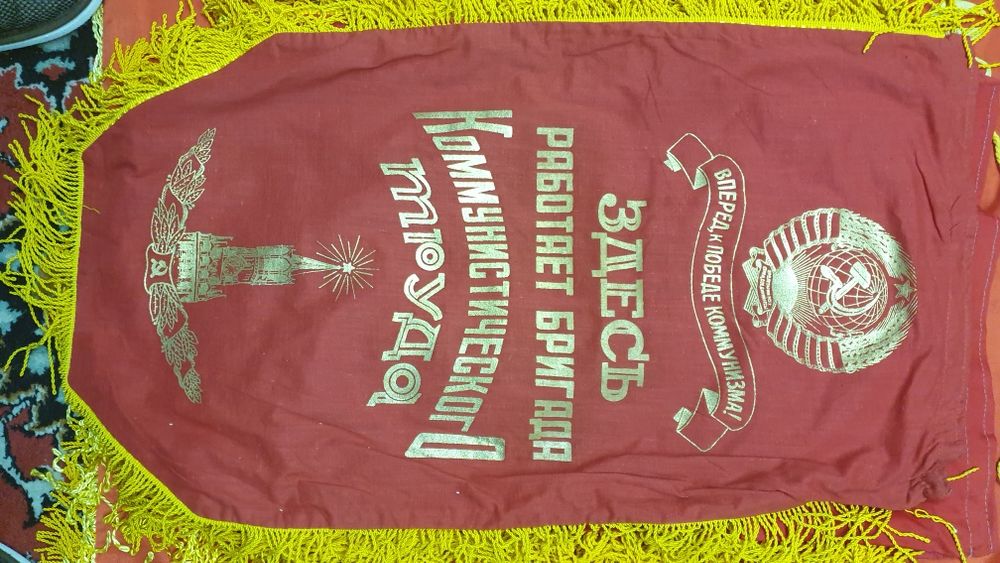 ВПЕРЕД, К ПОБЕДЕ КОММУНИЗМА!
ЗДЕСЬ
РАБОТАЕТ БРИГАДА
КОММУНИСТИЧЕСКОГО
труда